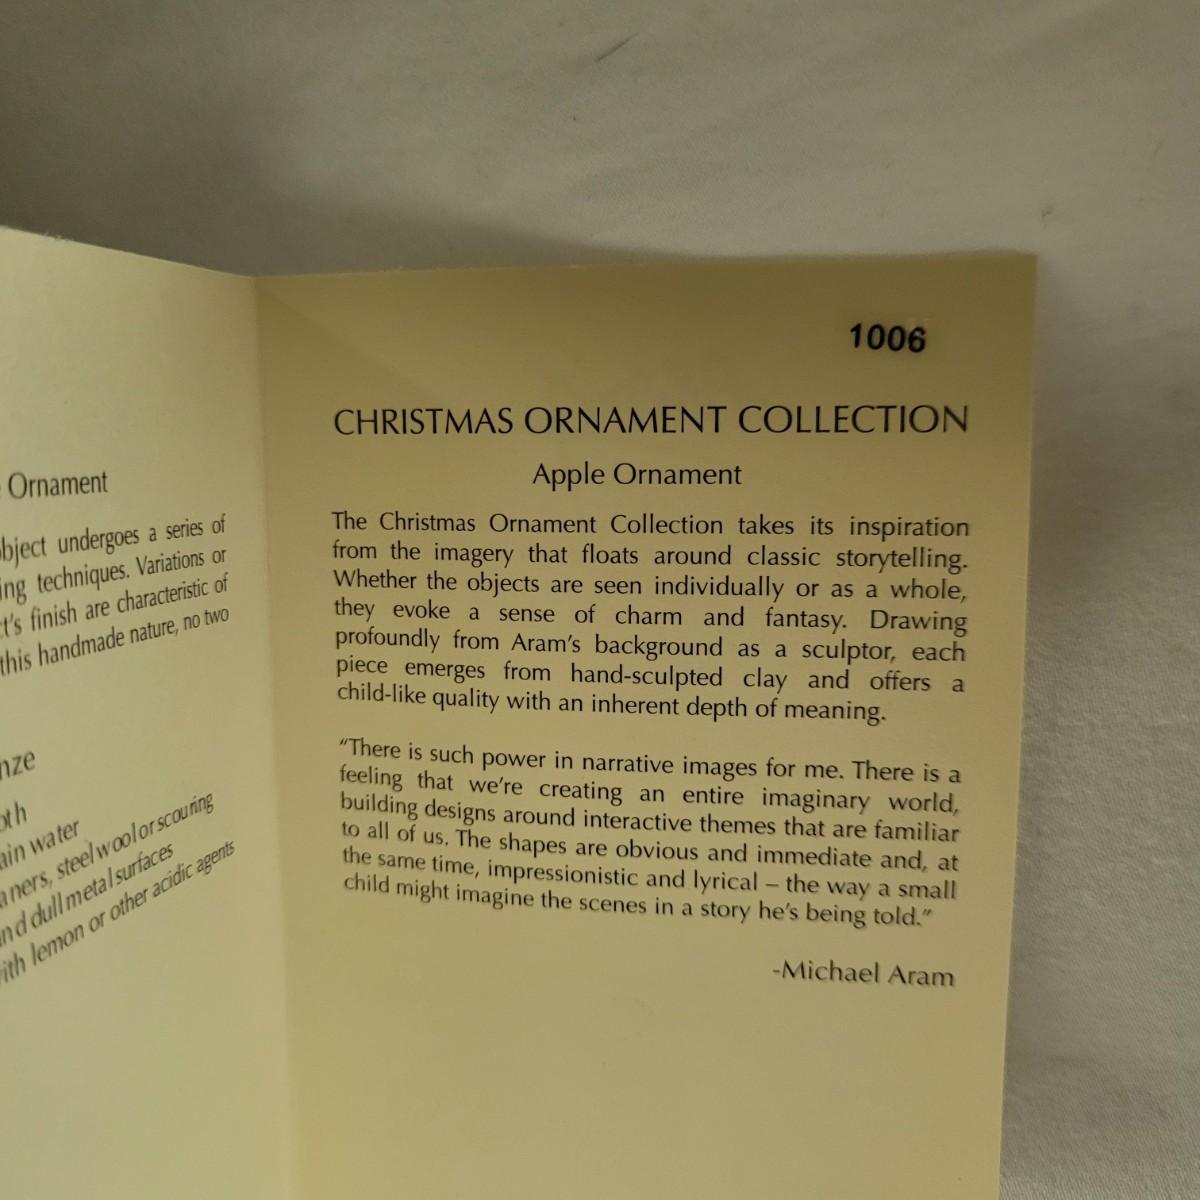 Ornament
object undergoes a series of
techniques. Variations or
finish are characteristic of
this handmade nature, no two
water
steel wool or scouring
and dull metal surfaces
with lemon or other acidic agents
1006
CHRISTMAS ORNAMENT COLLECTION
Apple Ornament
The Christmas Ornament Collection takes its inspiration
from the imagery that floats around classic storytelling.
Whether the objects are seen individually or as a whole,
they evoke a sense of charm and fantasy. Drawing
profoundly from Aram's background as a sculptor, each
piece emerges from hand-sculpted clay and offers a
child-like quality with an inherent depth of meaning.
“There is such power in narrative images for me. There is a
feeling that we're creating an entire imaginary world,
building designs around interactive themes that are familiar
to all of us. The shapes are obvious and immediate and, at
the same time, impressionistic and lyrical – the way a small
child might imagine the scenes in a story he's being told.”
-Michael Aram